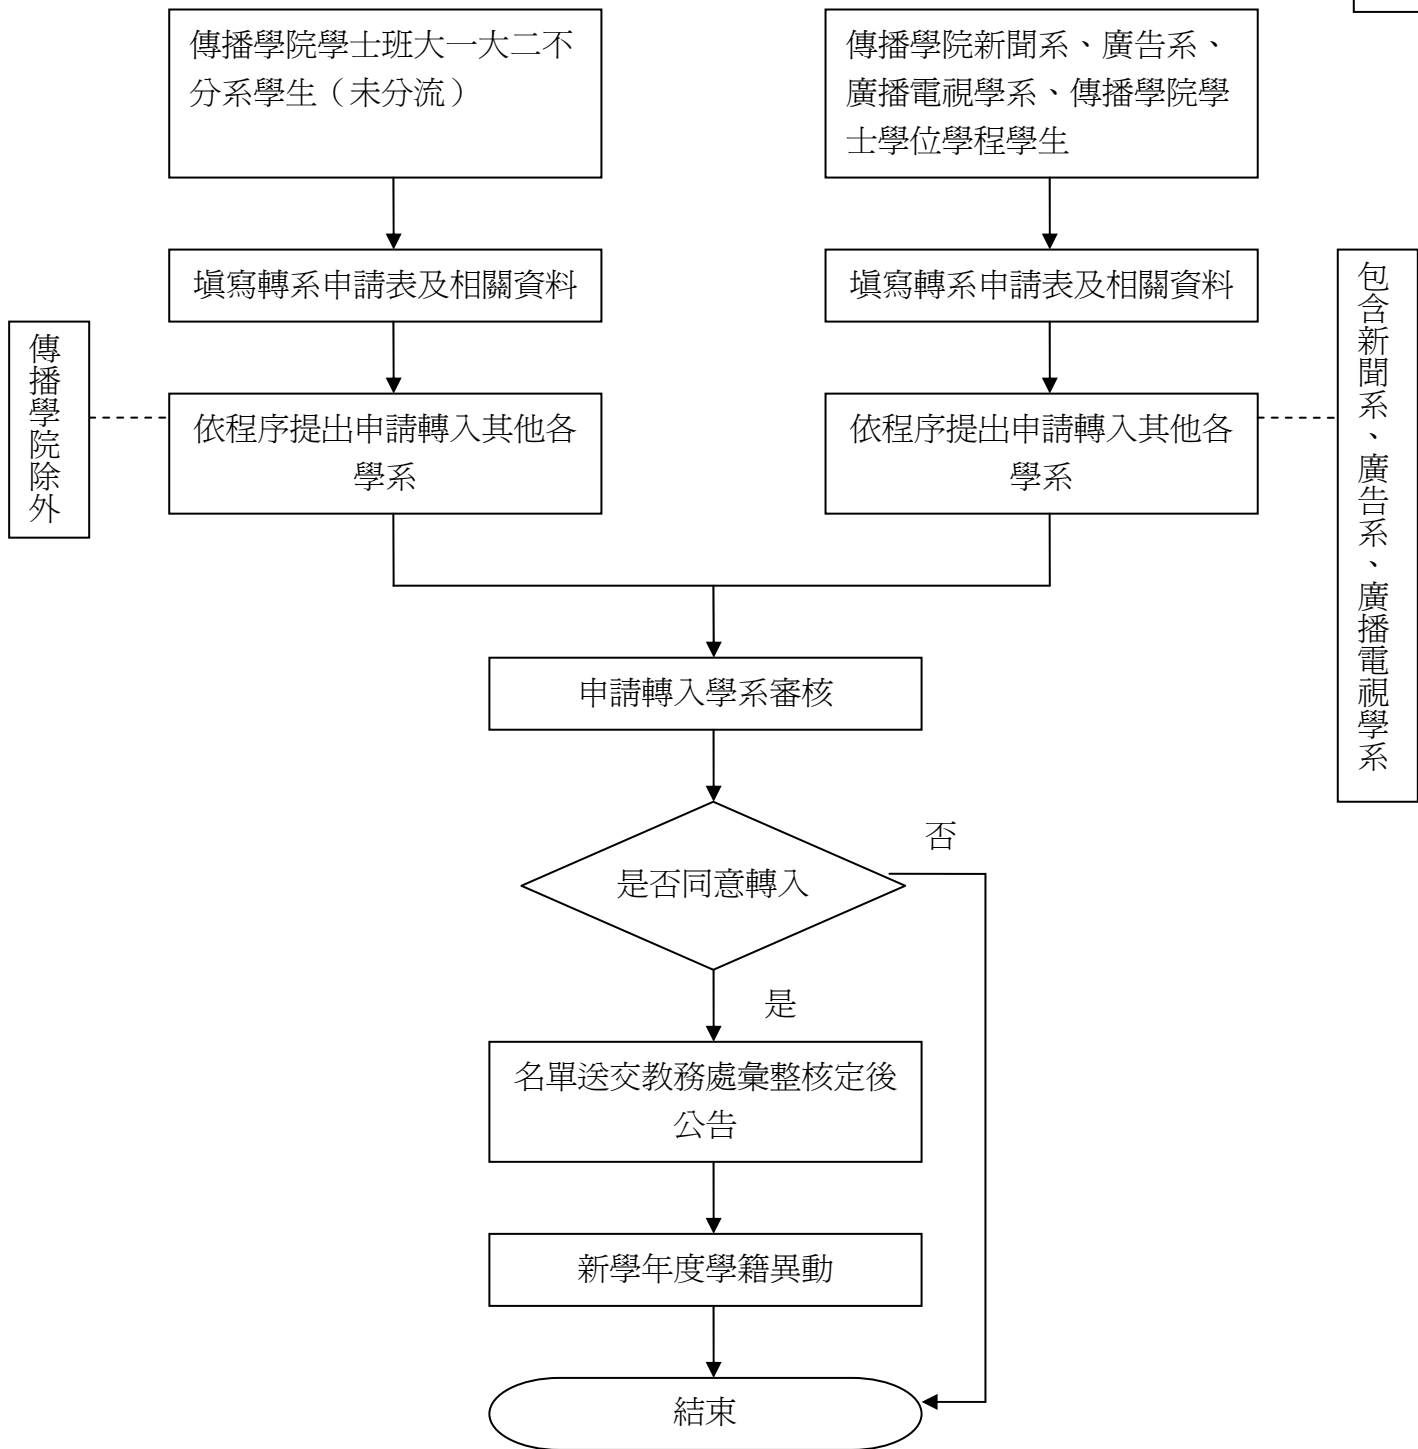 傳播學院學士班大一大二不
分系學生（未分流）
傳播學院新聞系、廣告系、
廣播電視學系、傳播學院學
士學位學程學生
填寫轉系申請表及相關資料
填寫轉系申請表及相關資料
傳播學院除外
依程序提出申請轉入其他各
學系
依程序提出申請轉入其他各
學系
包含新聞系、廣告系、廣播電視學系
申請轉入學系審核
是否同意轉入
否
是
名單送交教務處彙整核定後
公告
新學年度學籍異動
結束